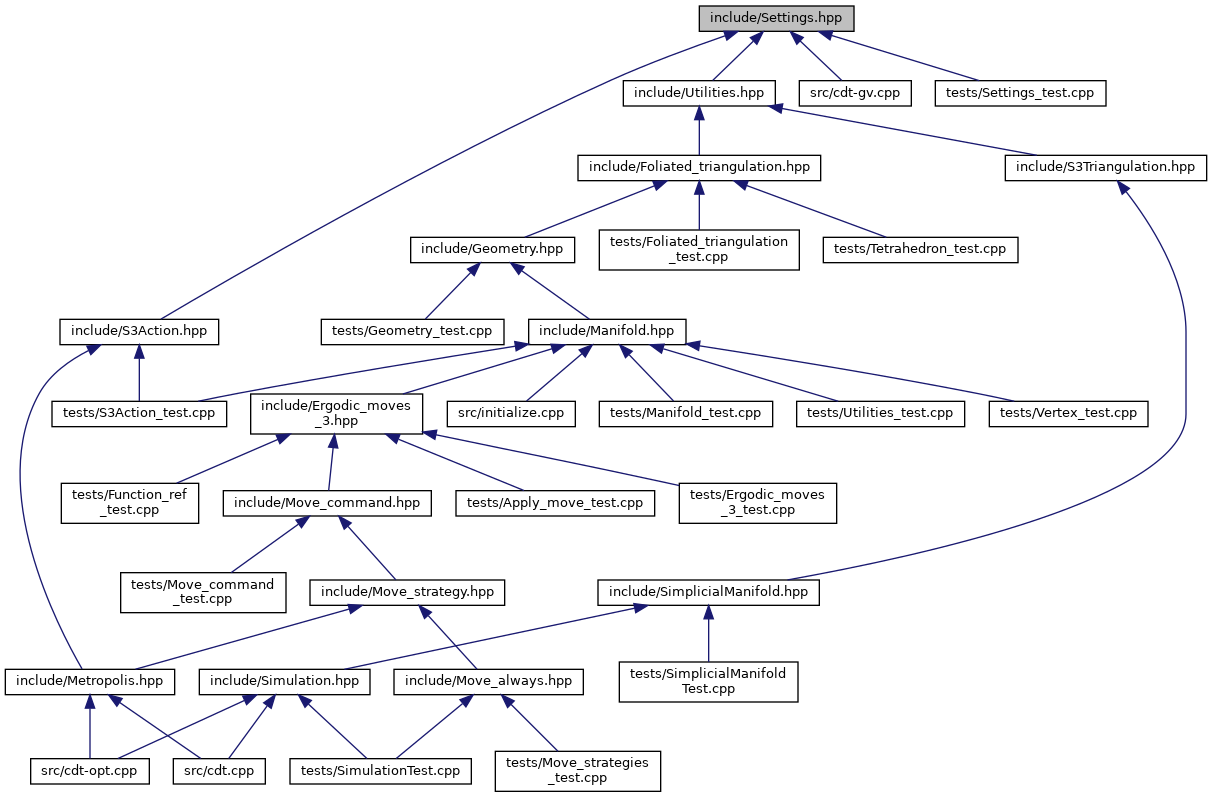 include/Settings.hpp
include/Utilities.hpp
src/cdt-gv.cpp
tests/Settings_test.cpp
include/Foliated_triangulation.hpp
include/S3Triangulation.hpp
include/Geometry.hpp
tests/Foliated_triangulation
_test.cpp
tests/Tetrahedron_test.cpp
include/S3Action.hpp
tests/Geometry_test.cpp
include/Manifold.hpp
tests/S3Action_test.cpp
include/Ergodic_moves
_3.hpp
src/initialize.cpp
tests/Manifold_test.cpp
tests/Utilities_test.cpp
tests/Vertex_test.cpp
tests/Function_ref
_test.cpp
include/Move_command.hpp
tests/Apply_move_test.cpp
tests/Ergodic_moves
_3_test.cpp
tests/Move_command
_test.cpp
include/Move_strategy.hpp
include/SimplicialManifold.hpp
include/Metropolis.hpp
include/Simulation.hpp
include/Move_always.hpp
tests/SimplicialManifold
Test.cpp
src/cdt-opt.cpp
src/cdt.cpp
tests/SimulationTest.cpp
tests/Move_strategies
_test.cpp